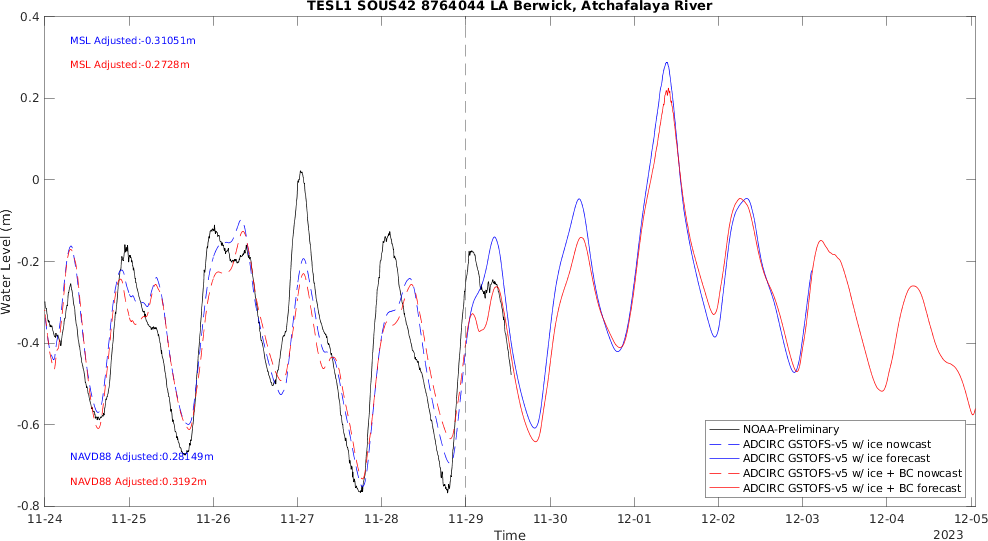 TESL1 SOUS42 8764044 LA Berwick, Atchafalaya River
MSL Adjusted:-0.31051m
MSL Adjusted:-0.2728m
NAVD88 Adjusted:0.28149m
NAVD88 Adjusted:0.3192m
Water Level (m)
0.4
0.2
0
-0.2
-0.4
-0.6
-0.8
11-24
11-25
11-26
11-27
11-28
11-29
11-30
12-01
12-02
12-03
12-04
12-05
Time
2023
NOAA-Preliminary
ADCIRC GSTOFS-v5 w/ ice nowcast
ADCIRC GSTOFS-v5 w/ ice forecast
ADCIRC GSTOFS-v5 w/ ice + BC nowcast
ADCIRC GSTOFS-v5 w/ ice + BC forecast